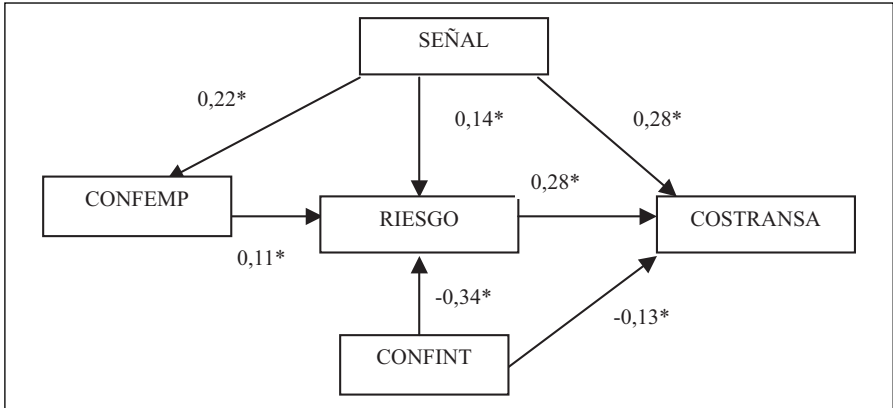 SEÑAL
0,22*
0,14*
0,28*
CONFEMP
0,28*
RIESGO
COSTRANSA
0,11*
-0,34*
-0,13*
CONFINT